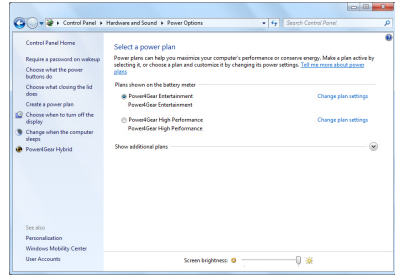 Control Panel ▸ Hardware and Sound ▸ Power Options
Search Control Panel
Control Panel Home
Require a password on wakeup
Choose what the power
buttons do
Choose what closing the lid
does
Create a power plan
Choose when to turn off the
display
Change when the computer
sleeps
Power4Gear Hybrid
See also
Personalization
Windows Mobility Center
User Accounts
Select a power plan
Power plans can help you maximize your computer's performance or conserve energy. Make a plan active by
selecting it, or choose a plan and customize it by changing its power settings. Tell me more about power
plans
Plans shown on the battery meter
Power4Gear Entertainment Change plan settings
Power4Gear Entertainment
Power4Gear High Performance Change plan settings
Power4Gear High Performance
Show additional plans
Screen brightness: